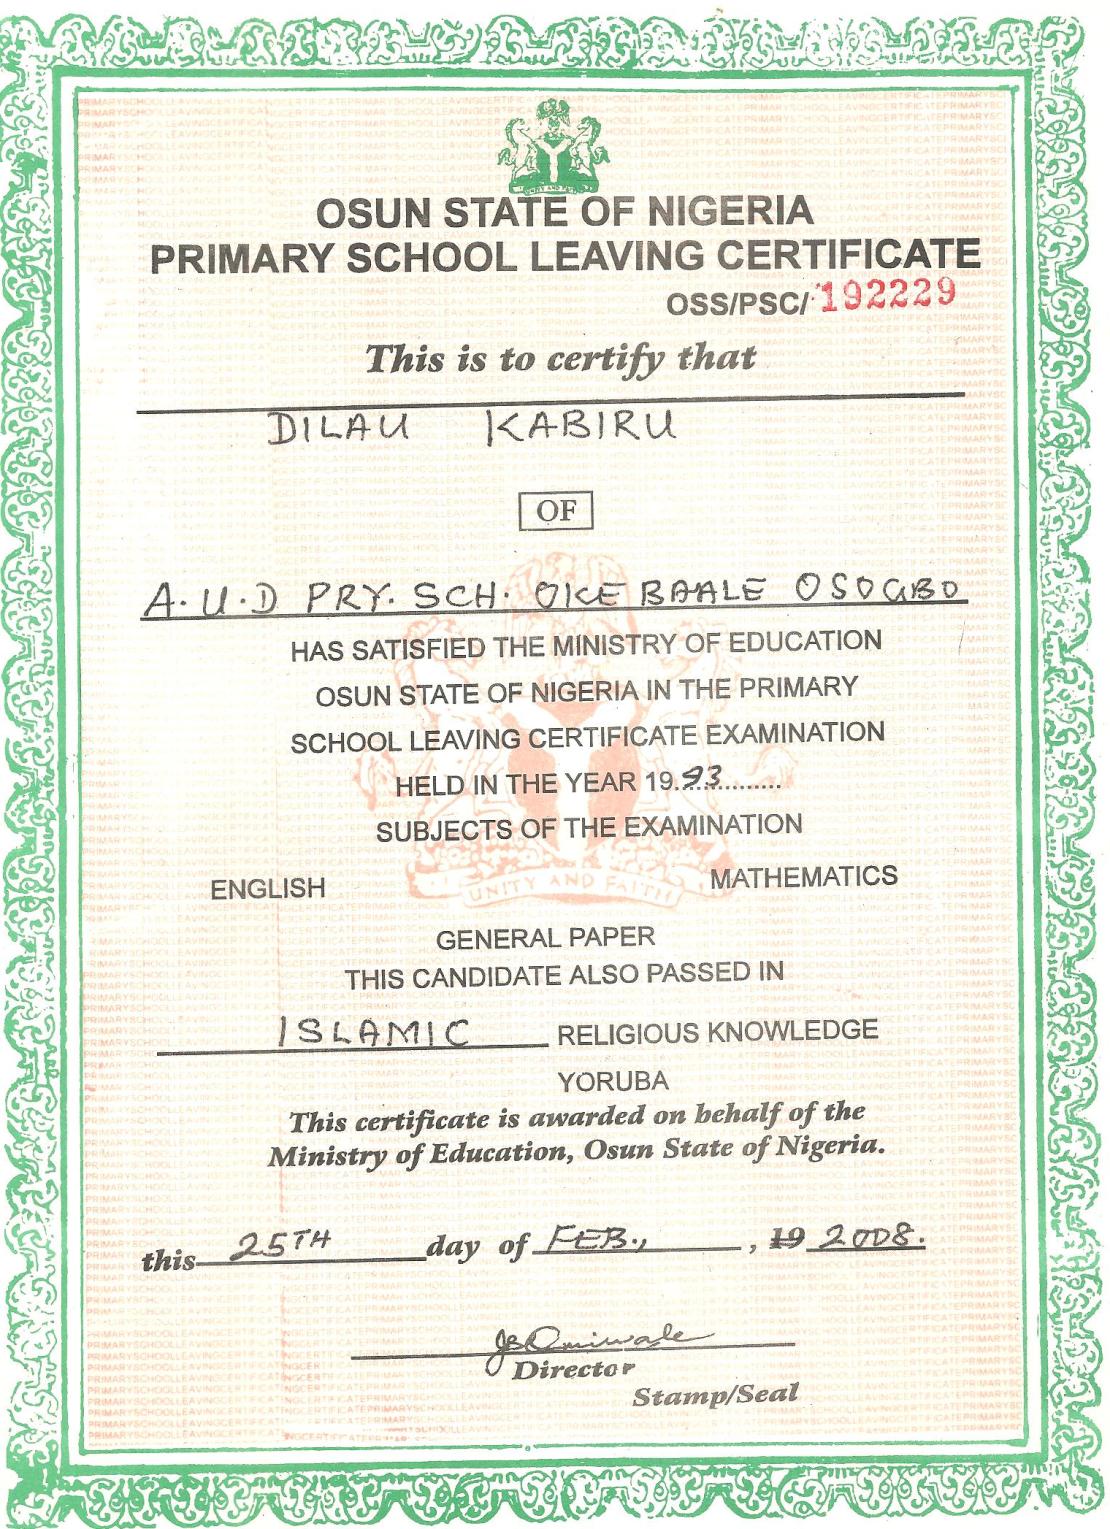 OSUN STATE OF NIGERIA
PRIMARY SCHOOL LEAVING CERTIFICATE
OSS/PSC/ 192229
This is to certify that
DILAU KABIRU
OF
A.U.D PRY. SCH. OKE BAALE OSOGBO
HAS SATISFIED THE MINISTRY OF EDUCATION
OSUN STATE OF NIGERIA IN THE PRIMARY
SCHOOL LEAVING CERTIFICATE EXAMINATION
HELD IN THE YEAR 19.93............
SUBJECTS OF THE EXAMINATION
UNITY AND FAITH
ENGLISH MATHEMATICS
GENERAL PAPER
THIS CANDIDATE ALSO PASSED IN
ISLAMIC RELIGIOUS KNOWLEDGE
YORUBA
This certificate is awarded on behalf of the
Ministry of Education, Osun State of Nigeria.
this 25TH day of FEB., , 19 2008.
Director
Stamp/Seal